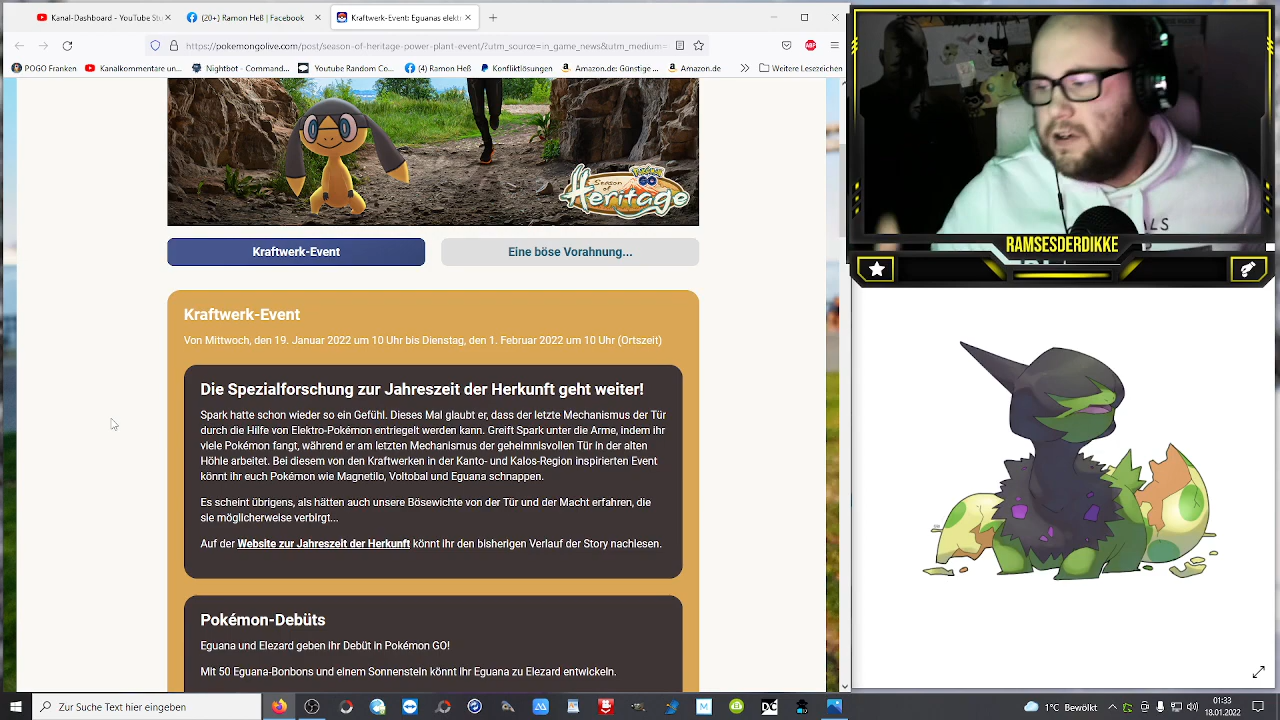 Kanal-Dashboard - YouTube
Kraftwerk und Eguana elektri
https://pokemongolive.com/post/season-of-heritage-power-plant-event/?utm_source=in_game_news&utm_medium=
ABP
POGO Franken
Kanalkonversation in...
Nightbot - Command...
Youtube Random Co...
(4) Ramon Heß
Konfliktlösungen
Amazon.de: Günstige ...
Amazon.de
Weitere Lesezeichen
Pokémon GO
Season of
Heritage
Kraftwerk-Event
Eine böse Vorahnung...
Kraftwerk-Event
Von Mittwoch, den 19. Januar 2022 um 10 Uhr bis Dienstag, den 1. Februar 2022 um 10 Uhr (Ortszeit)
Die Spezialforschung zur Jahreszeit der Herkunft geht weiter!
Spark hatte schon wieder so ein Gefühl. Dieses Mal glaubt er, dass der letzte Mechanismus der Tür
durch die Hilfe von Elektro-Pokémon entriegelt werden kann. Greift Spark unter die Arme, indem ihr
viele Pokémon fangt, während er am letzten Mechanismus der geheimnisvollen Tür in der alten
Höhle arbeitet. Bei diesem von den Kraftwerken in der Kanto- und Kalos-Region inspirierten Event
könnt ihr euch Pokémon wie Magnetilo, Voltobal und Eguana schnappen.
Es scheint übrigens, als hätten auch unsere Bösewichte von der Tür und der Macht erfahren, die
sie möglicherweise verbirgt...
Auf der Website zur Jahreszeit der Herkunft könnt ihr den bisherigen Verlauf der Story nachlesen.
Pokémon-Debüts
Eguana und Elezard geben ihr Debüt in Pokémon GO!
Mit 50 Eguana-Bonbons und einem Sonnenstein könnt ihr Eguana zu Elezard entwickeln.
RAMSESDERDIKKE
Zur Suche Text hier eingeben
1°C
01:33
18.01.2022